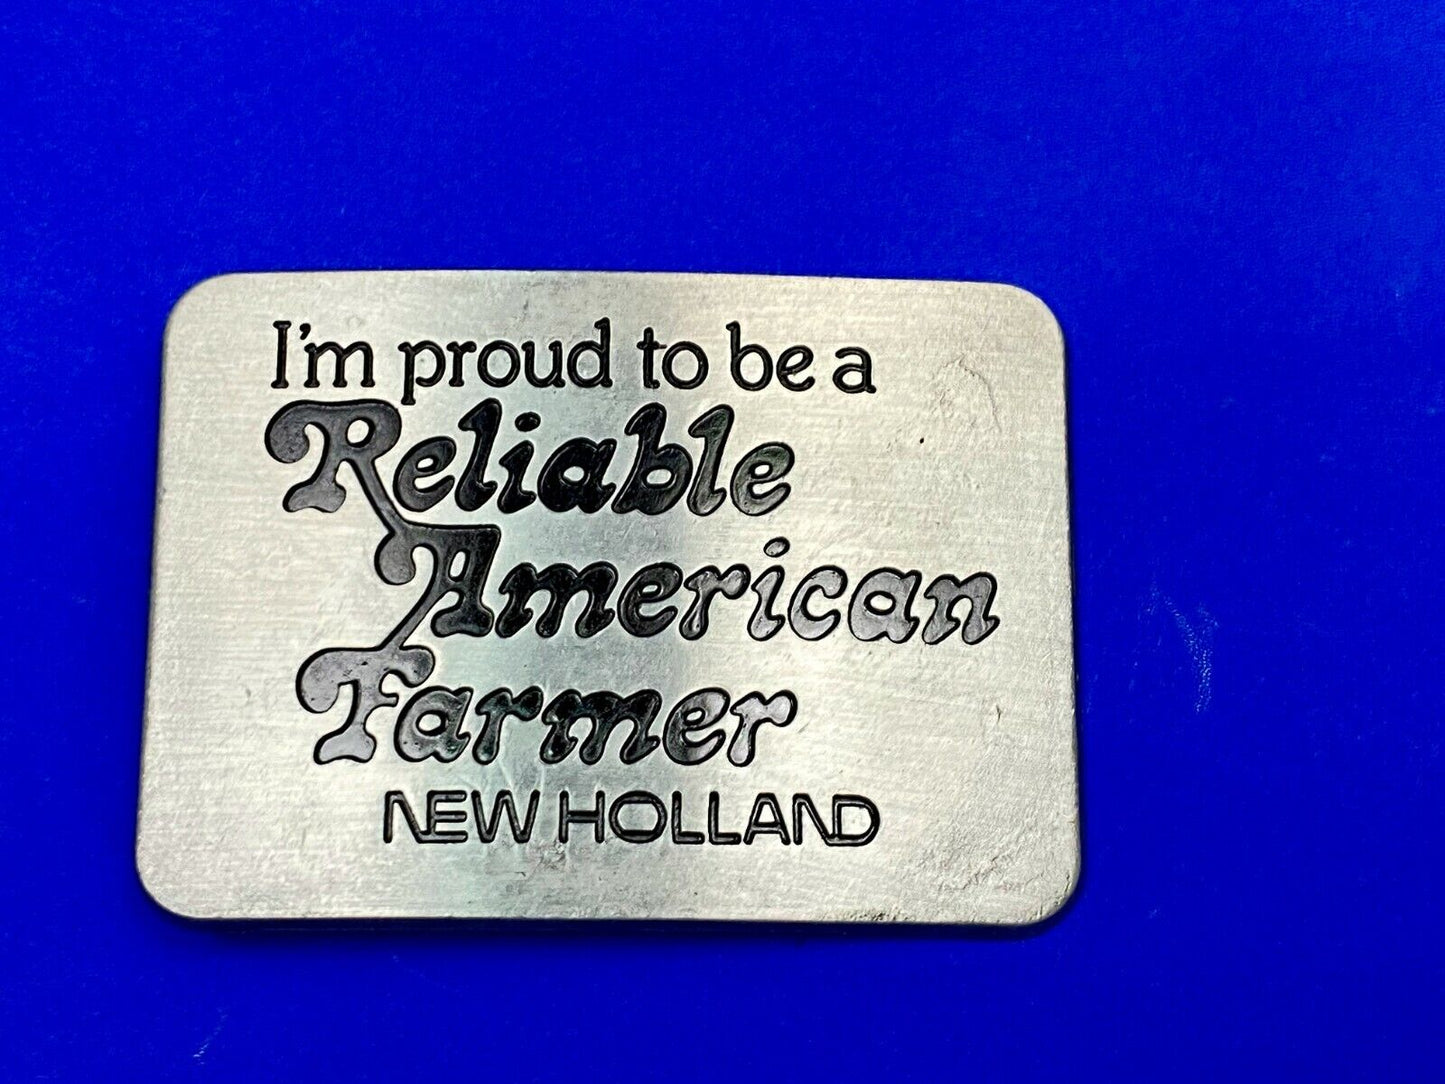 I'm proud to be a
Reliable
American
Farmer
NEW HOLLAND